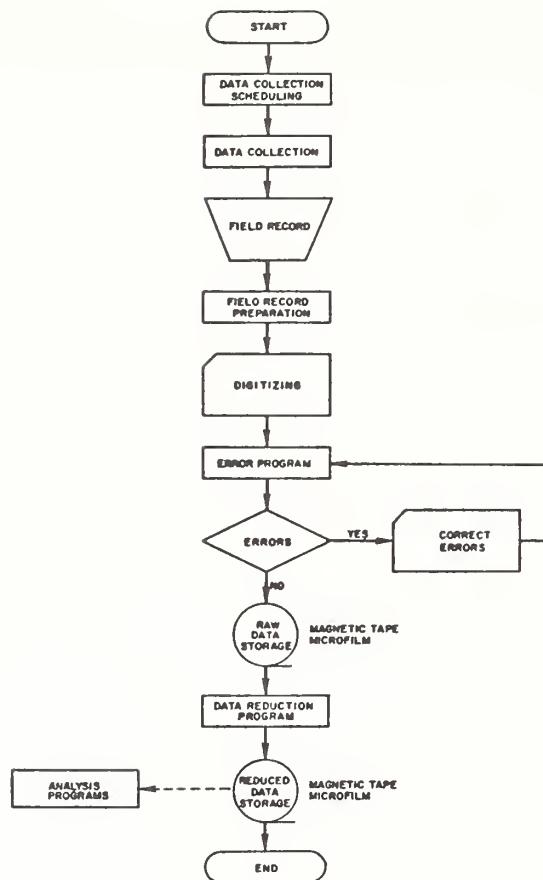 START
DATA COLLECTION
SCHEDULING
DATA COLLECTION
FIELD RECORD
FIELD RECORD
PREPARATION
DIGITIZING
ERROR PROGRAM
ERRORS
YES
CORRECT
ERRORS
NO
RAW
DATA
STORAGE
MAGNETIC TAPE
MICROFILM
DATA REDUCTION
PROGRAM
REDUCED
DATA
STORAGE
MAGNETIC TAPE
MICROFILM
ANALYSIS
PROGRAMS
END